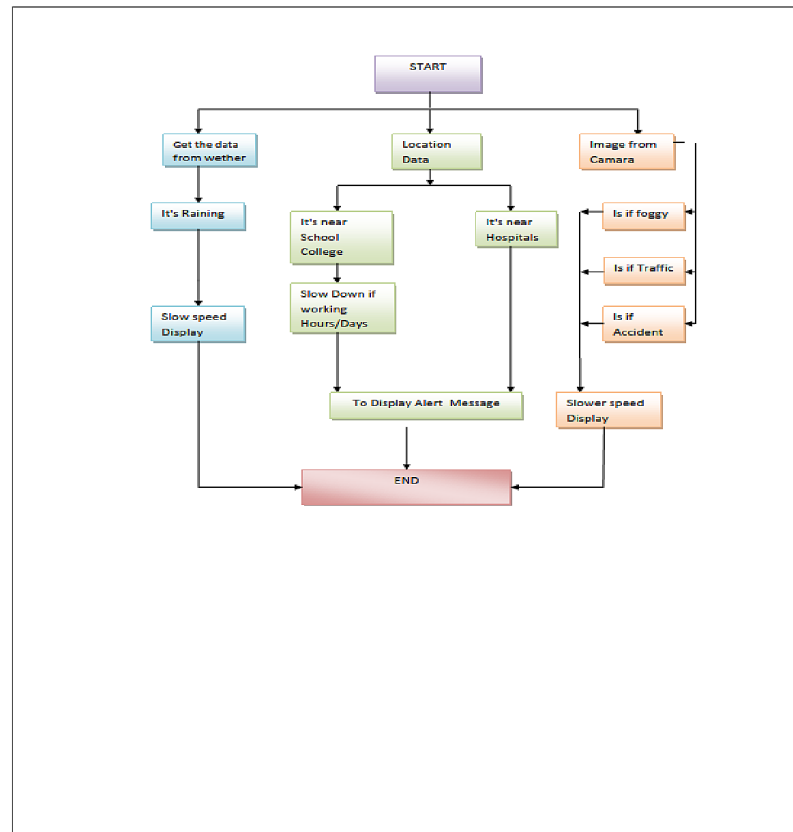 START
Get the data
from wether
Location
Data
Image from
Camara
It's Raining
It's near
School
College
It's near
Hospitals
Is if foggy
Is if Traffic
Slow Down if
working
Hours/Days
Slow speed
Display
Is if
Accident
To Display Alert Message
Slower speed
Display
END